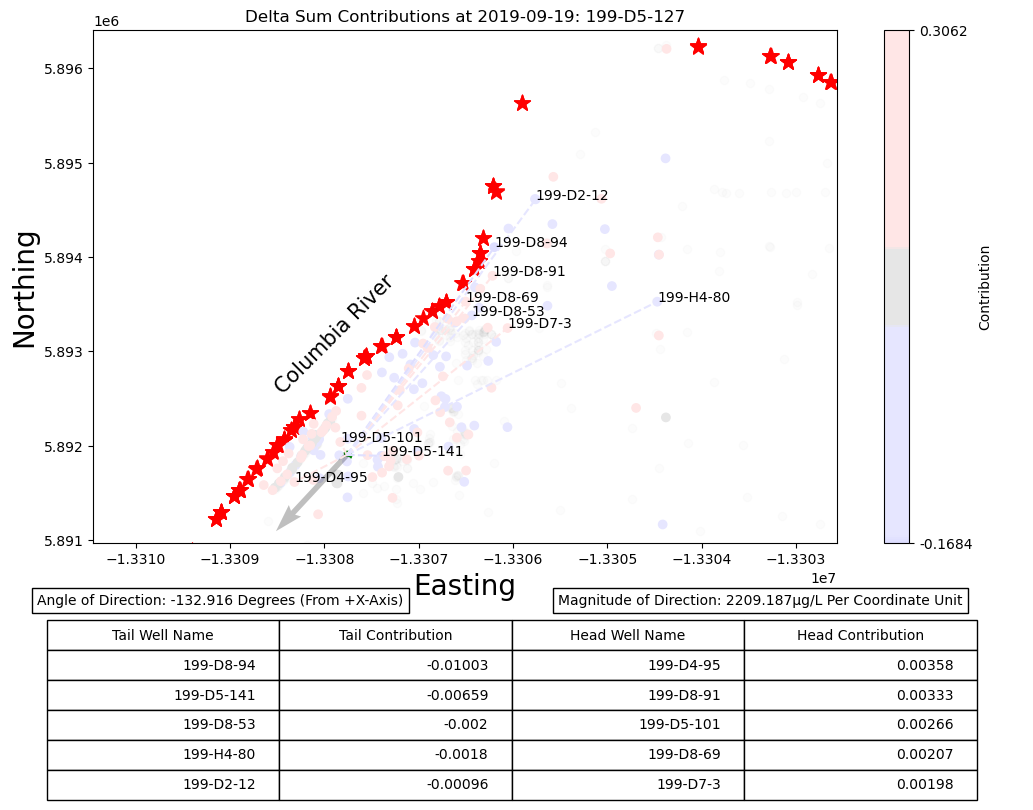 Delta Sum Contributions at 2019-09-19: 199-D5-127
1e6
0.3062
5.896
5.895
5.894
5.893
5.892
5.891
Northing
Columbia River
199-D2-12
199-D8-94
199-D8-91
199-D8-69
199-H4-80
199-D8-53
199-D7-3
199-D5-101
199-D5-141
199-D4-95
Contribution
-0.1684
−1.3310
−1.3309
−1.3308
−1.3307
−1.3306
−1.3305
−1.3304
−1.3303
1e7
Easting
Angle of Direction: -132.916 Degrees (From +X-Axis)
Magnitude of Direction: 2209.187µg/L Per Coordinate Unit
Tail Well Name Tail Contribution Head Well Name Head Contribution
199-D8-94 -0.01003 199-D4-95 0.00358
199-D5-141 -0.00659 199-D8-91 0.00333
199-D8-53 -0.002 199-D5-101 0.00266
199-H4-80 -0.0018 199-D8-69 0.00207
199-D2-12 -0.00096 199-D7-3 0.00198